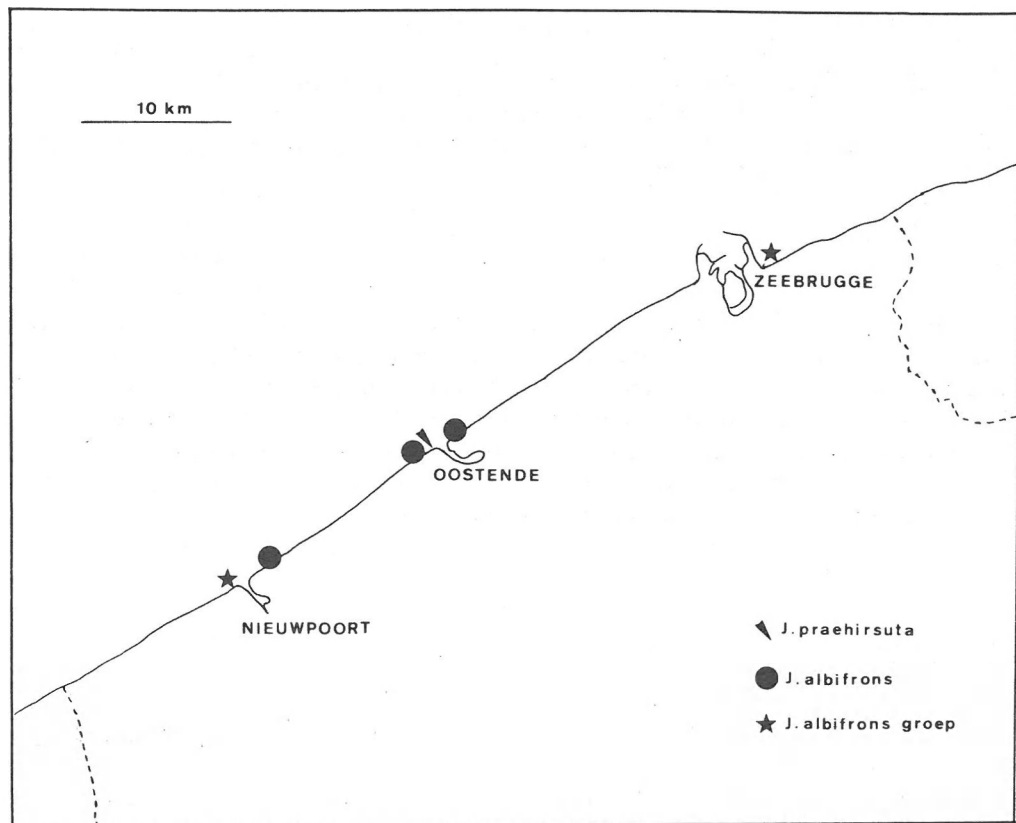 10 km
ZEEBRUGGE
OOSTENDE
NIEUWPOORT
J. praehirsuta
J. albifrons
J. albifrons groep